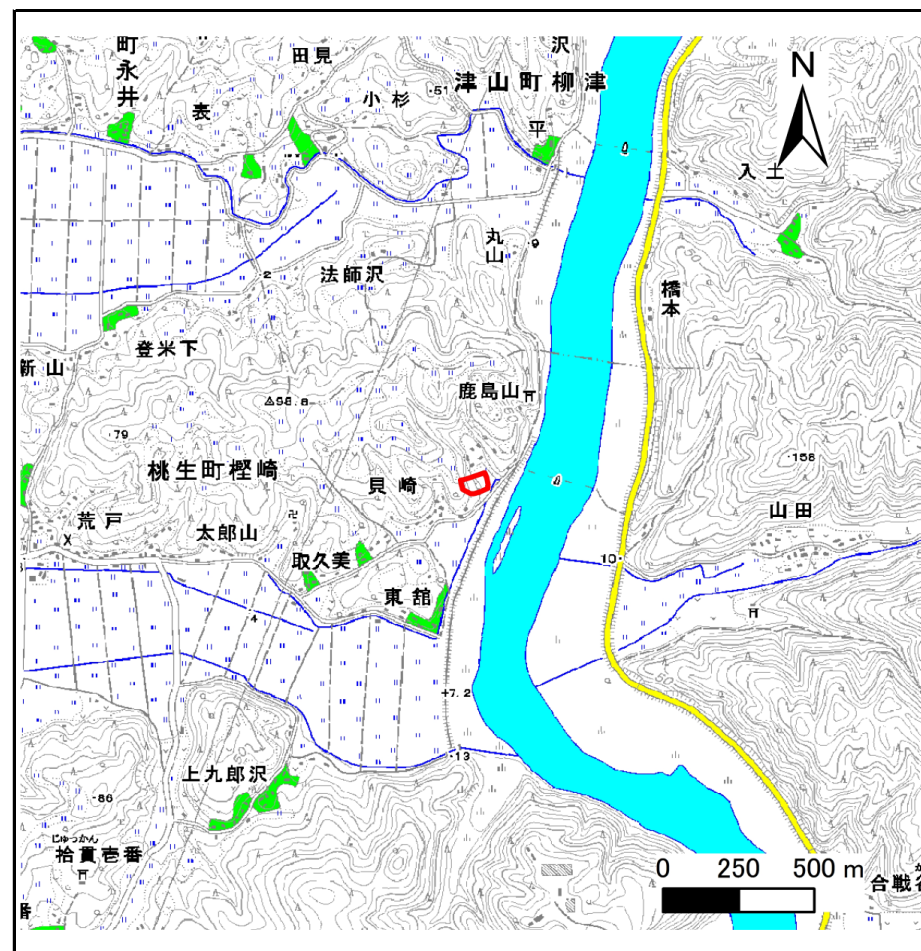 町永井
田見
沢
津山町柳津
小杉
・51
表
平
N
入土
丸山
法師沢
2
橋本
登米下
新山
鹿島山
・79
・158
桃生町樫崎
貝崎
山田
荒戸
太郎山
取久美
10・
東舘
4
+7.2
・13
上九郎沢
・86
じゅっかん
拾貫壱番
番
0 250 500 m
合戦谷